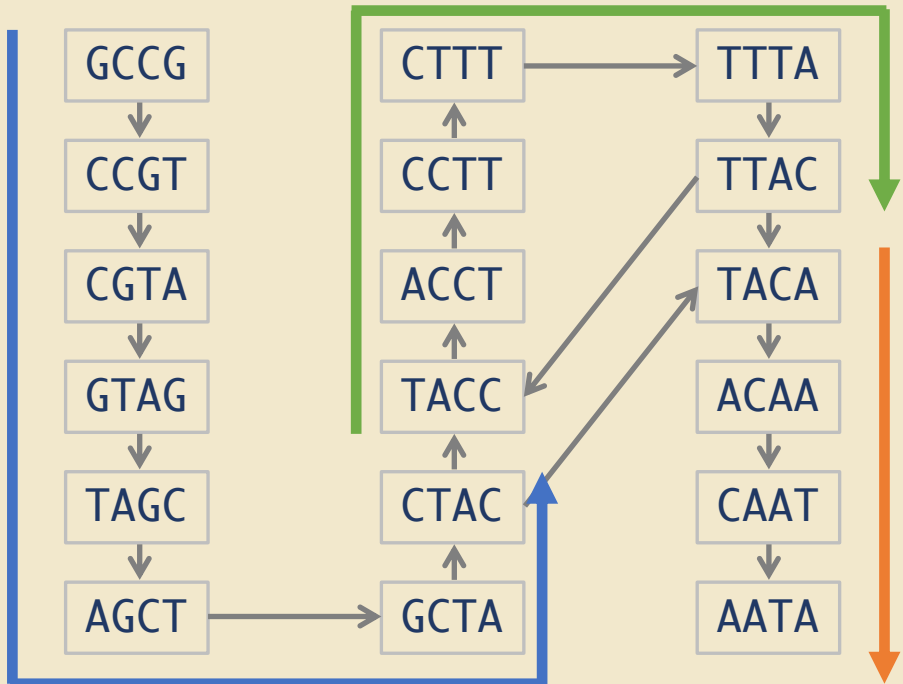 GCCG
CCGT
CGTA
GTAG
TAGC
AGCT
CTTT
CCTT
ACCT
TACC
CTAC
GCTA
TTTA
TTAC
TACA
ACAA
CAAT
AATA